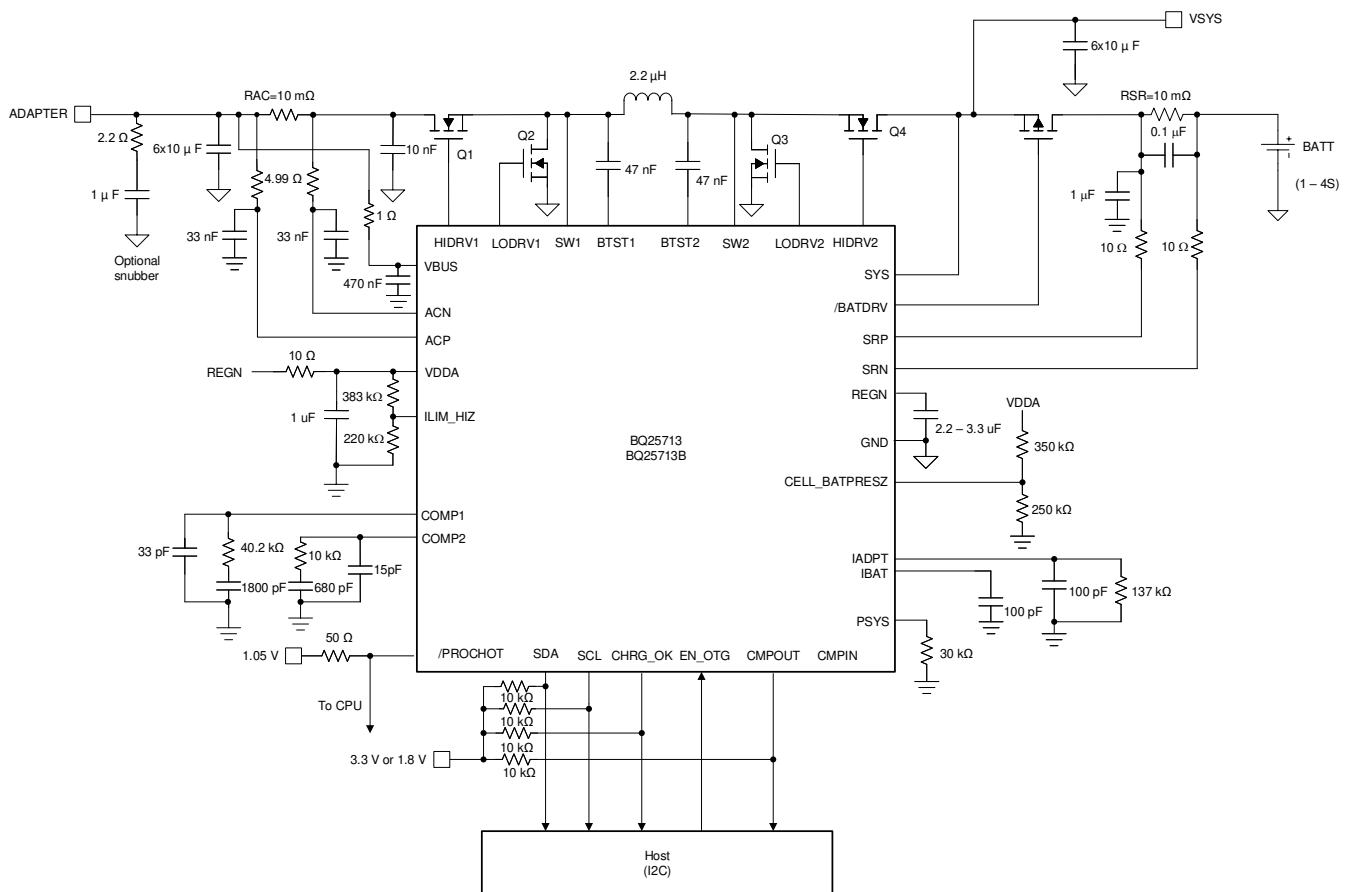 VSYS
6x10 µ F
2.2 µH
ADAPTER
RAC=10 mΩ
RSR=10 mΩ
2.2 Ω
6x10 µ F
10 nF
Q1
Q2
Q3
Q4
0.1 µF
BATT
+
-
(1 – 4S)
1 µ F
4.99 Ω
1 Ω
47 nF
47 nF
1 µF
33 nF
33 nF
10 Ω
10 Ω
Optional
snubber
HIDRV1
LODRV1
SW1
BTST1
BTST2
SW2
LODRV2
HIDRV2
VBUS
470 nF
SYS
/BATDRV
ACN
ACP
SRP
SRN
REGN
10 Ω
VDDA
383 kΩ
1 uF
ILIM_HIZ
220 kΩ
REGN
2.2 – 3.3 uF
GND
VDDA
350 kΩ
BQ25713
BQ25713B
CELL_BATPRESZ
250 kΩ
COMP1
COMP2
33 pF
40.2 kΩ
10 kΩ
15pF
1800 pF
680 pF
IADPT
IBAT
100 pF
100 pF
137 kΩ
PSYS
30 kΩ
1.05 V
50 Ω
/PROCHOT
SDA
SCL
CHRG_OK
EN_OTG
CMPOUT
CMPIN
To CPU
10 kΩ
10 kΩ
10 kΩ
10 kΩ
3.3 V or 1.8 V
Host
(I2C)